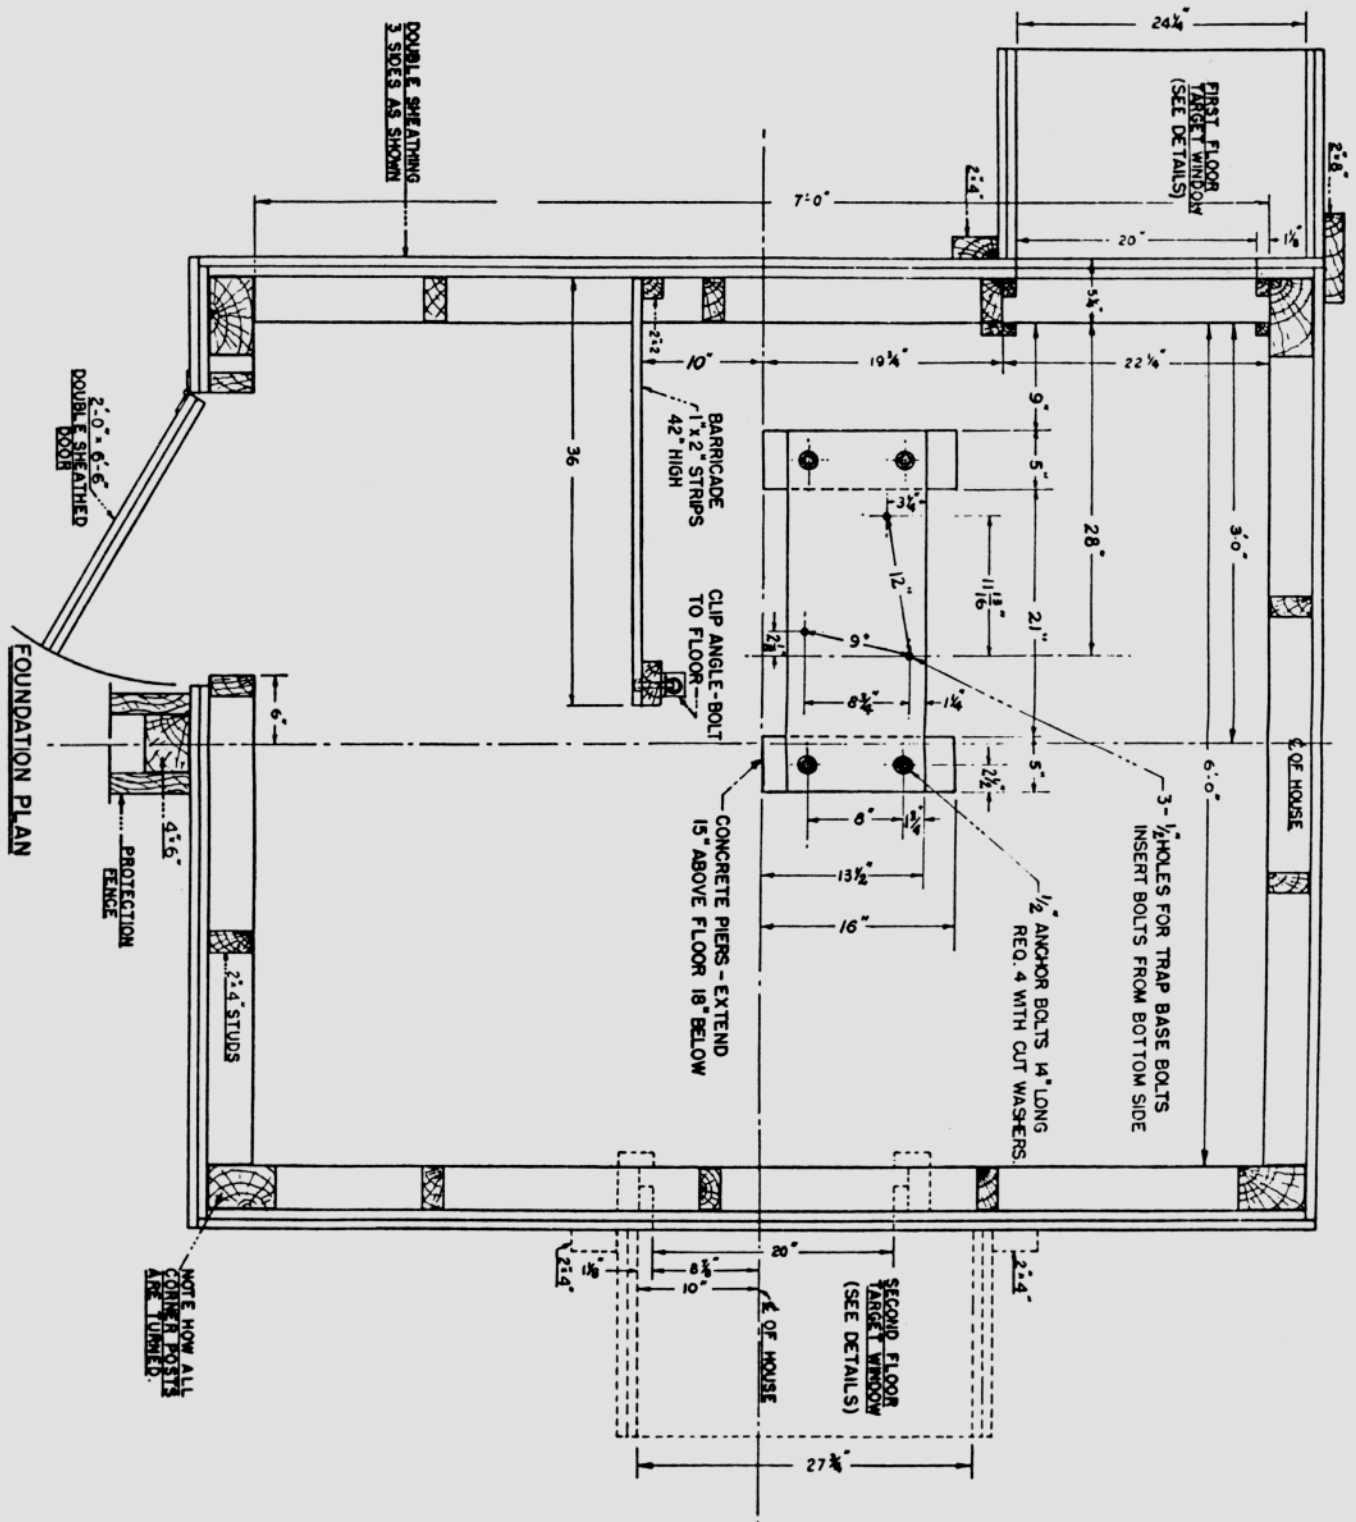 24¼"
FIRST FLOOR
TARGET WINDOW
(SEE DETAILS)
2"×8"
2"×4"
DOUBLE SHEATHING
3 SIDES AS SHOWN
7'-0"
20"
1⅛"
5¼"
2"×2
10"
19¾"
22¼"
36
BARRICADE
1"x2" STRIPS
42" HIGH
9"
5"
28"
3'-0"
6'-0"
3¼"
12"
11 13/16"
21"
9"
2⅛"
8¾"
1¼"
CLIP ANGLE-BOLT
TO FLOOR
2'-0" × 6'-6"
DOUBLE SHEATHED
DOOR
6"
5"
2½"
8"
1¾"
13½"
16"
℄ OF HOUSE
3- ½" HOLES FOR TRAP BASE BOLTS
INSERT BOLTS FROM BOTTOM SIDE
½" ANCHOR BOLTS 14" LONG
REQ. 4 WITH CUT WASHERS.
CONCRETE PIERS - EXTEND
15" ABOVE FLOOR 18" BELOW
4"×6"
PROTECTION
FENCE
2"×4" STUDS
FOUNDATION PLAN
NOTE HOW ALL
CORNER POSTS
ARE TURNED.
2"×4"
1⅛"
20"
10"
℄ OF HOUSE
SECOND FLOOR
TARGET WINDOW
(SEE DETAILS)
2"×4"
27¾"